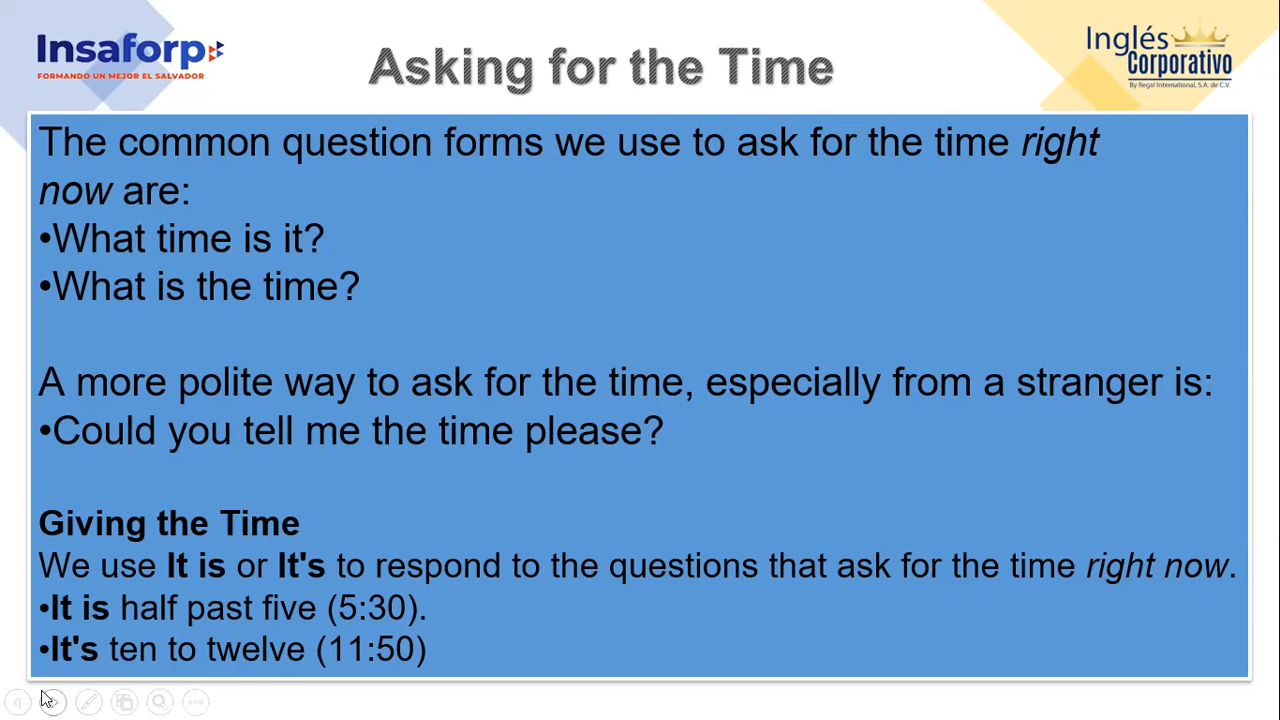 Insaforp
FORMANDO UN MEJOR EL SALVADOR
Asking for the Time
Inglés
Corporativo
By Regal International, S.A. de C.V.
The common question forms we use to ask for the time right
now are:
•What time is it?
•What is the time?
A more polite way to ask for the time, especially from a stranger is:
•Could you tell me the time please?
Giving the Time
We use It is or It's to respond to the questions that ask for the time right now.
•It is half past five (5:30).
•It's ten to twelve (11:50)